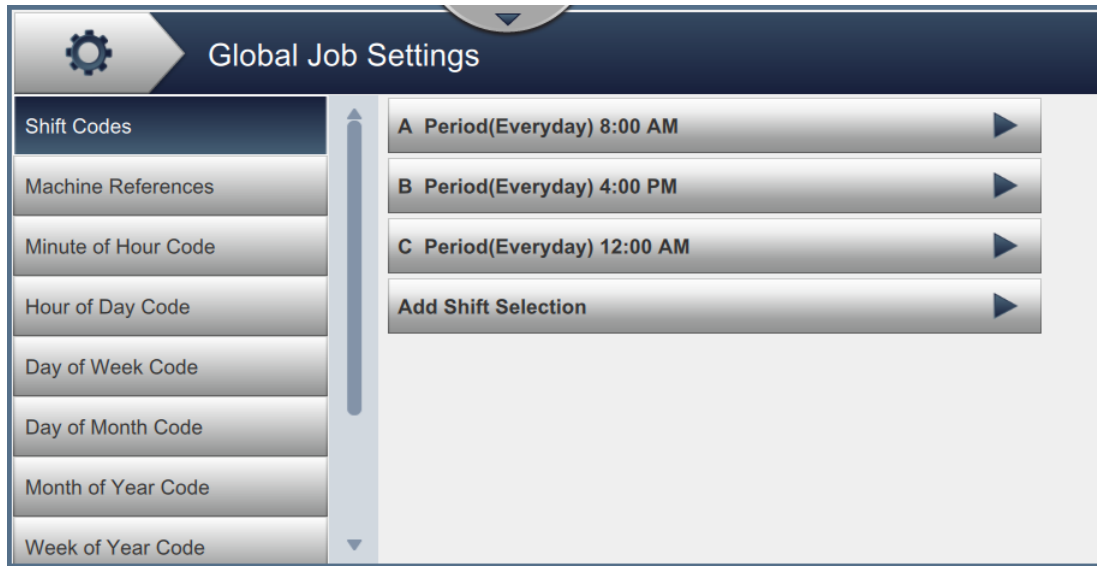 Global Job Settings
Shift Codes
Machine References
Minute of Hour Code
Hour of Day Code
Day of Week Code
Day of Month Code
Month of Year Code
Week of Year Code
A Period(Everyday) 8:00 AM
B Period(Everyday) 4:00 PM
C Period(Everyday) 12:00 AM
Add Shift Selection